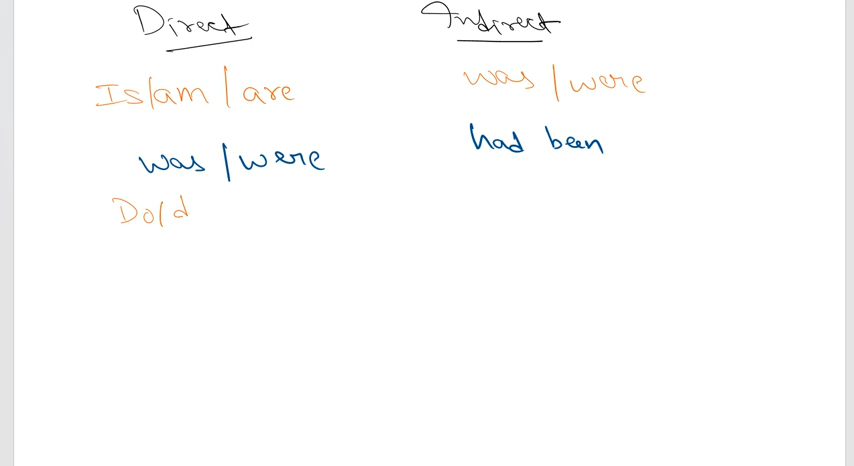 Direct Indirect
Is/am/are was/were
was/were had been
Do/d